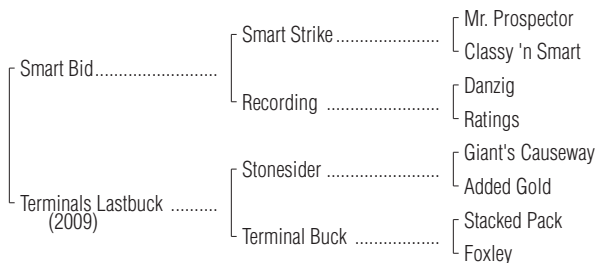 Mr. Prospector
Smart Strike ......................
Classy 'n Smart
Smart Bid..........................
Danzig
Recording ........................
Ratings
Giant's Causeway
Stonesider ........................
Added Gold
Terminals Lastbuck ..........
(2009)
Stacked Pack
Terminal Buck ..................
Foxley